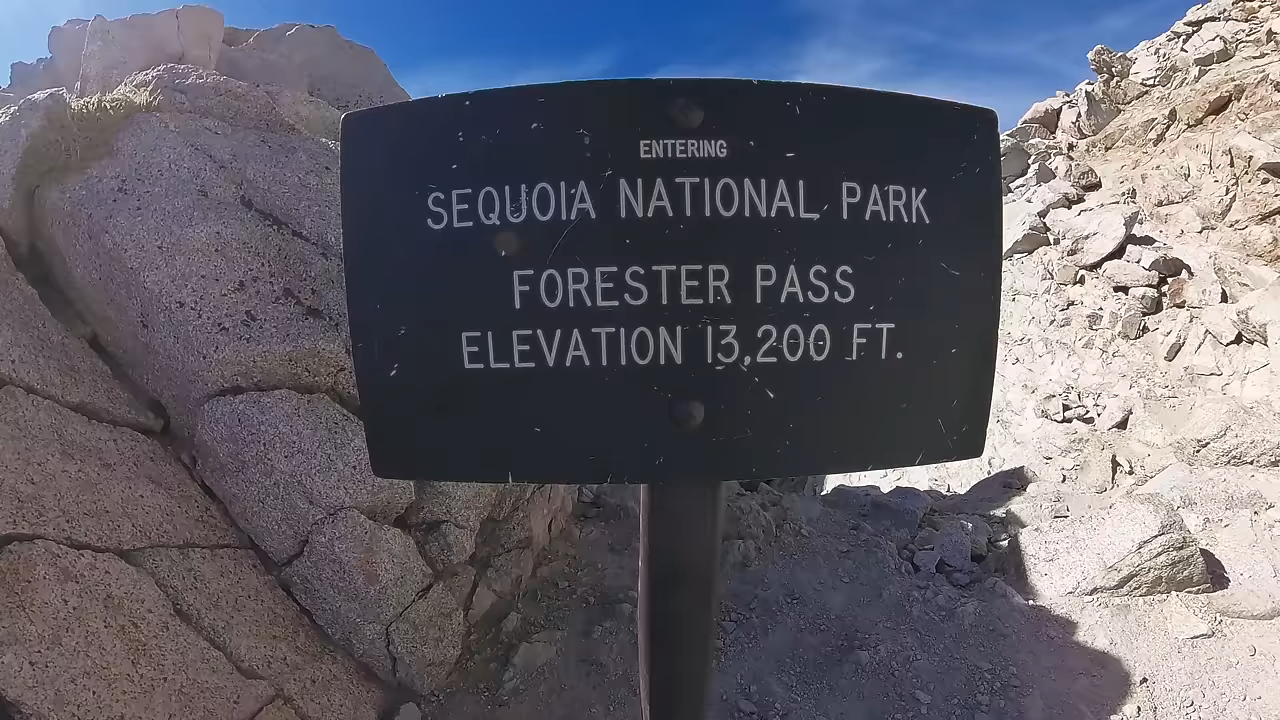 ENTERING
SEQUOIA NATIONAL PARK
FORESTER PASS
ELEVATION 13,200 FT.